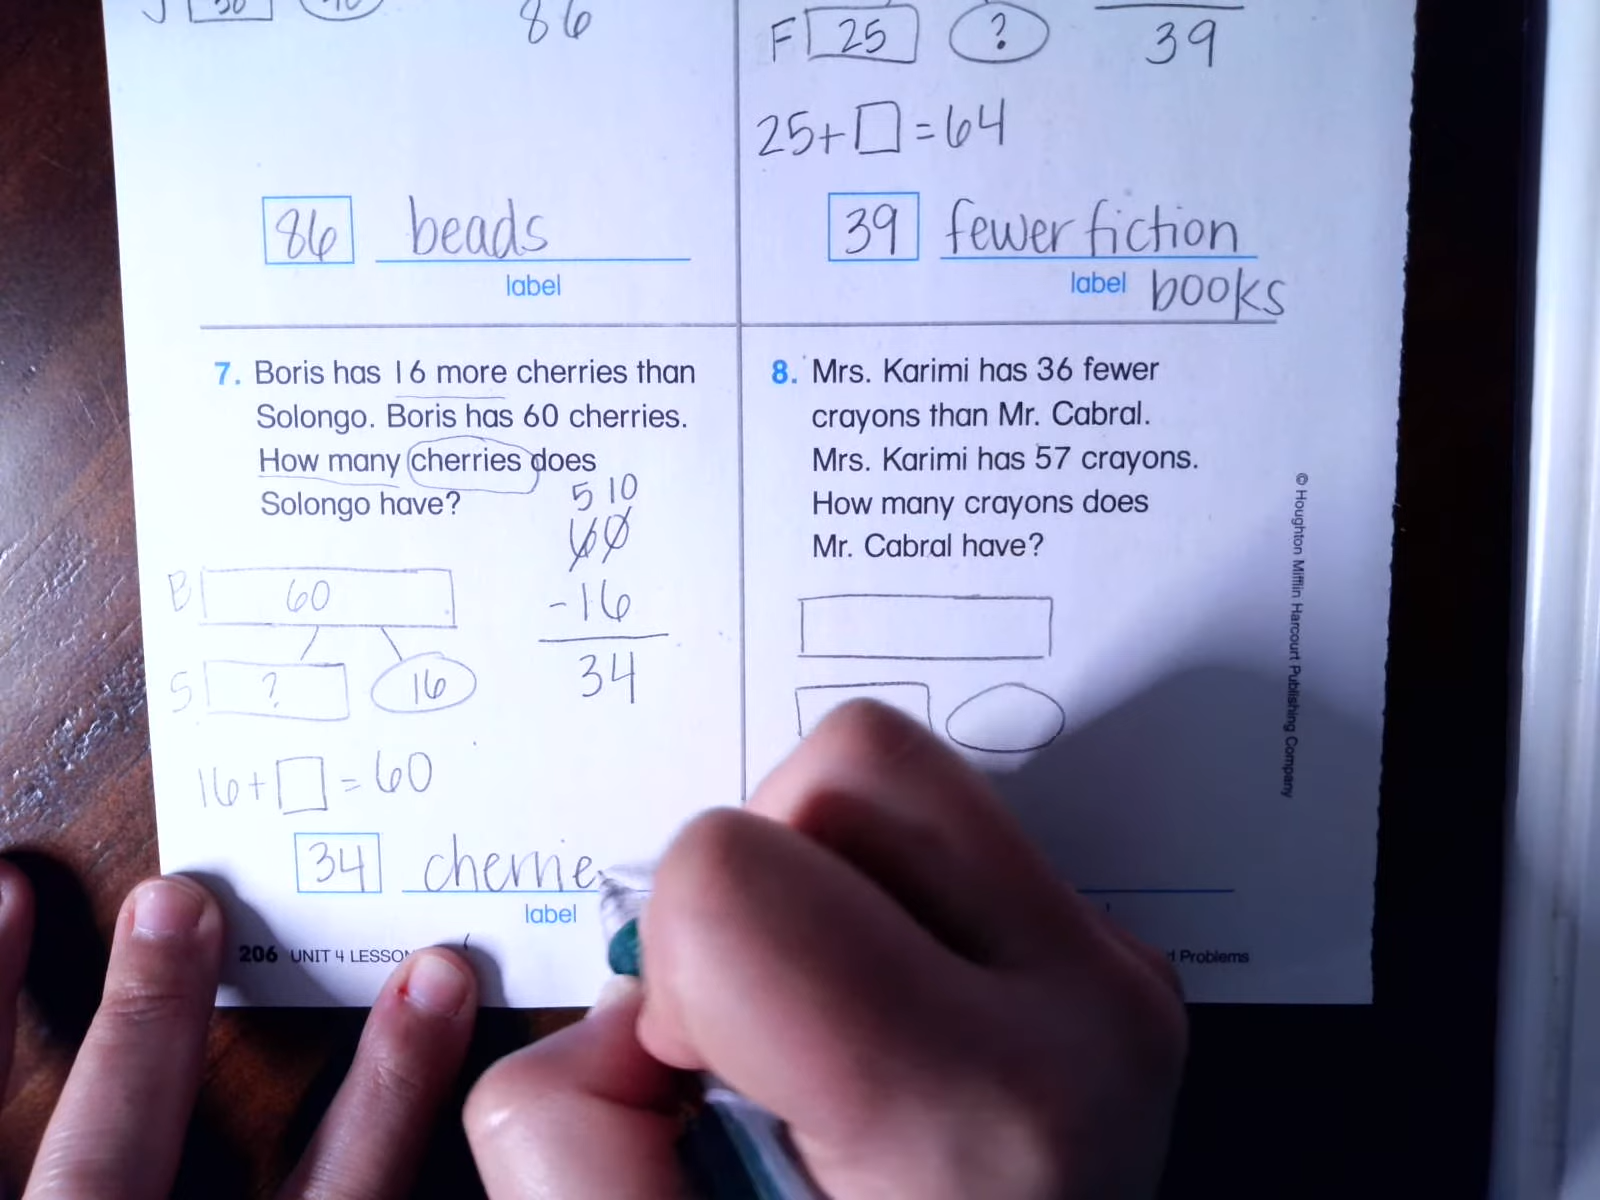 86
F 25 ?
39
25+□=64
86 beads
label
39 fewer fiction
label books
7. Boris has 16 more cherries than
Solongo. Boris has 60 cherries.
How many cherries does
Solongo have?
5 10
60
-16
34
B 60
S ? 16
16+□=60
34 cherrie
label
206 UNIT 4 LESSO
8. Mrs. Karimi has 36 fewer
crayons than Mr. Cabral.
Mrs. Karimi has 57 crayons.
How many crayons does
Mr. Cabral have?
Problems
© Houghton Mifflin Harcourt Publishing Company